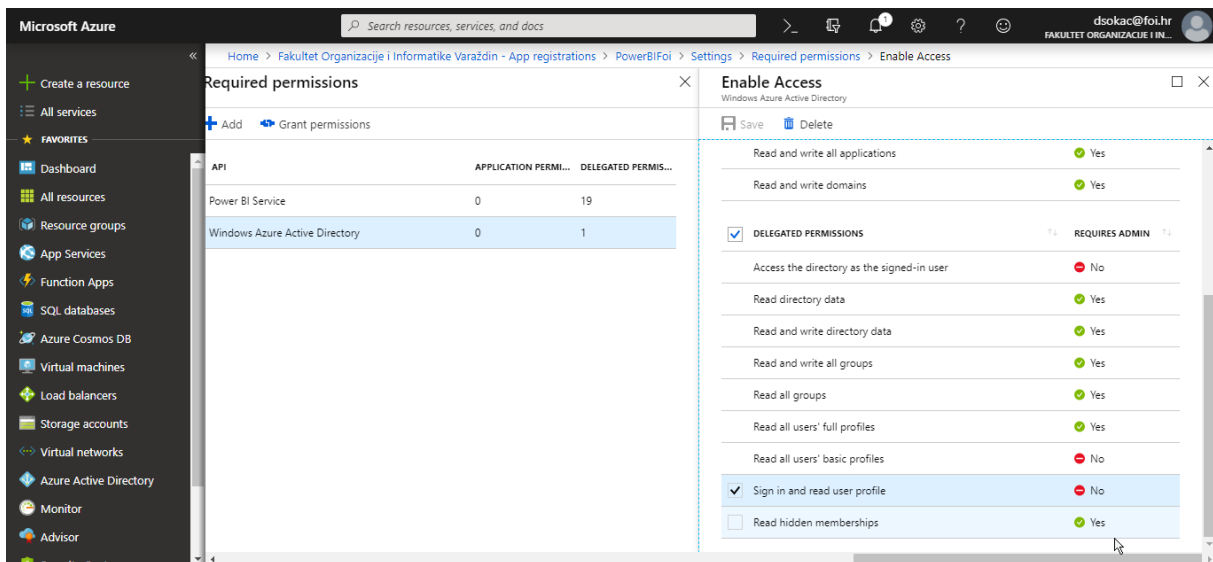 Microsoft Azure
Search resources, services, and docs
1
dsokac@foi.hr
FAKULTET ORGANIZACIJE I IN...
Home > Fakultet Organizacije i Informatike Varaždin - App registrations > PowerBIFoi > Settings > Required permissions > Enable Access
Create a resource
All services
FAVORITES
Dashboard
All resources
Resource groups
App Services
Function Apps
SQL databases
Azure Cosmos DB
Virtual machines
Load balancers
Storage accounts
Virtual networks
Azure Active Directory
Monitor
Advisor
Required permissions
Add Grant permissions
API APPLICATION PERMI... DELEGATED PERMIS...
Power BI Service 0 19
Windows Azure Active Directory 0 1
Enable Access
Windows Azure Active Directory
Save Delete
Read and write all applications Yes
Read and write domains Yes
DELEGATED PERMISSIONS REQUIRES ADMIN
Access the directory as the signed-in user No
Read directory data Yes
Read and write directory data Yes
Read and write all groups Yes
Read all groups Yes
Read all users' full profiles Yes
Read all users' basic profiles No
Sign in and read user profile No
Read hidden memberships Yes